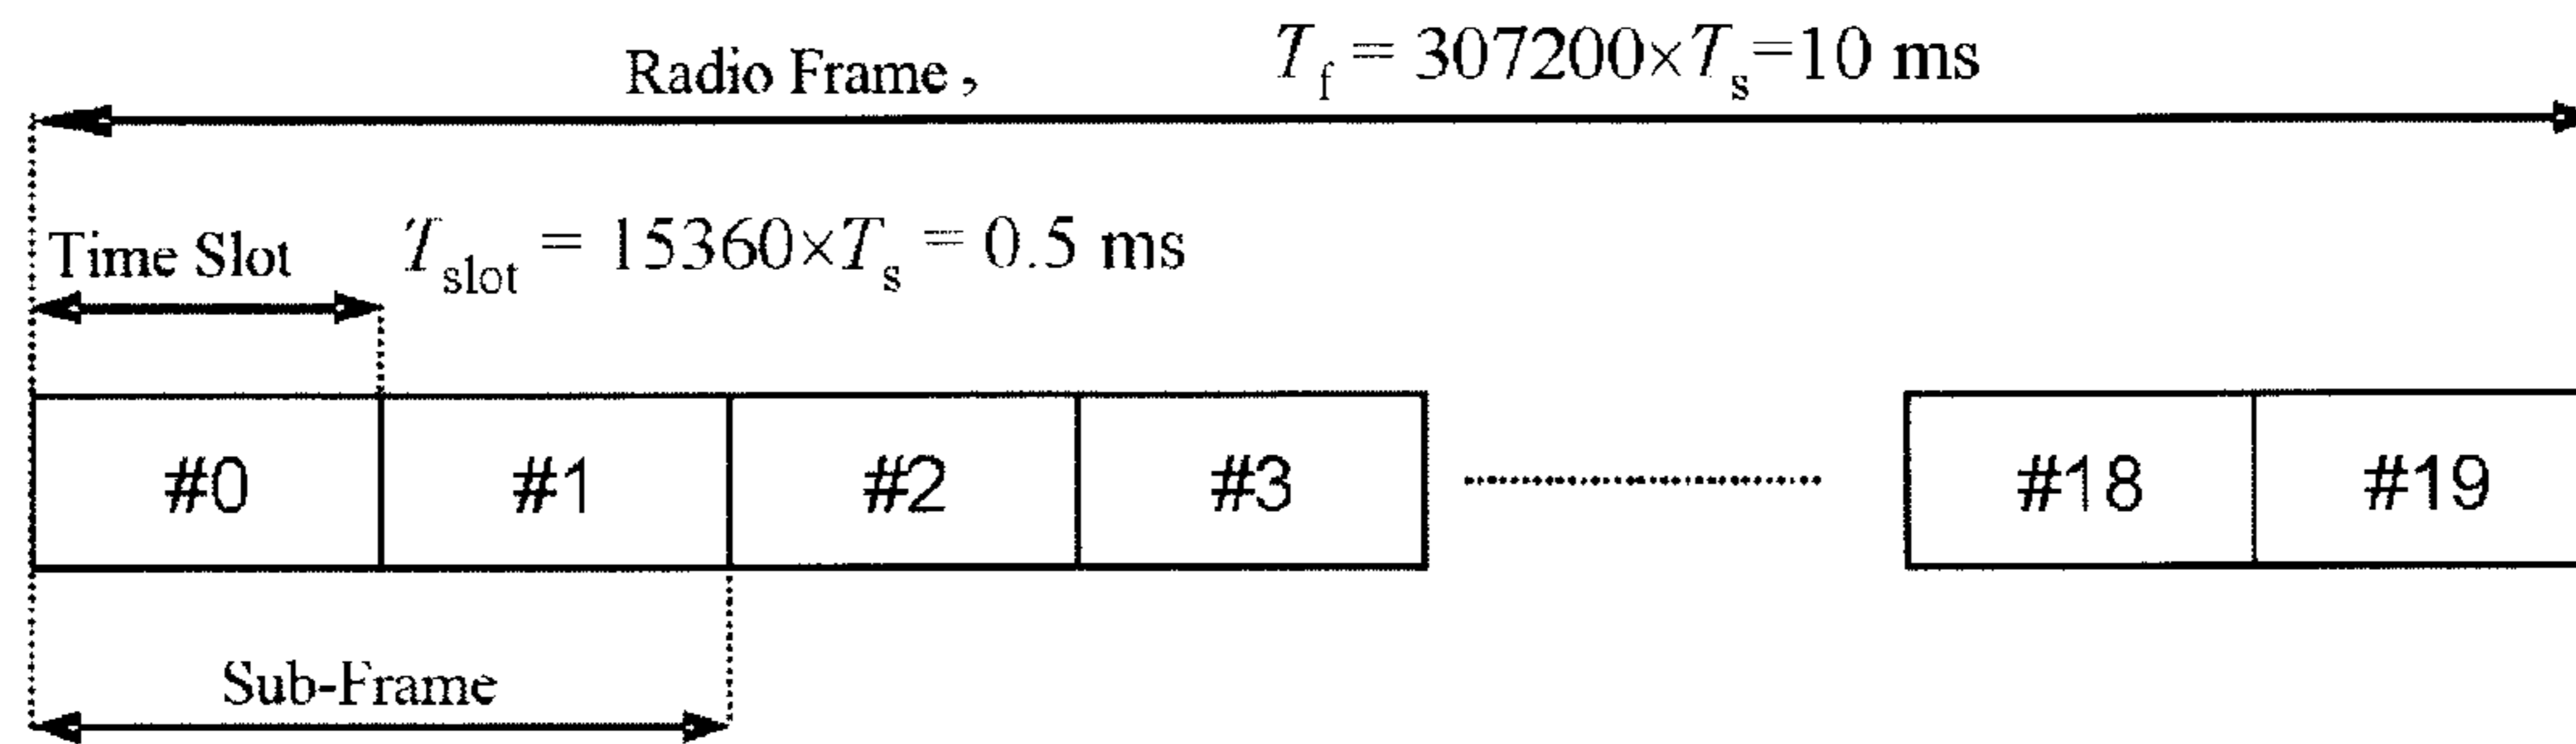 Radio Frame, T_f = 307200×T_s=10 ms
Time Slot T_slot = 15360×T_s = 0.5 ms
#0 #1 #2 #3 #18 #19
Sub-Frame